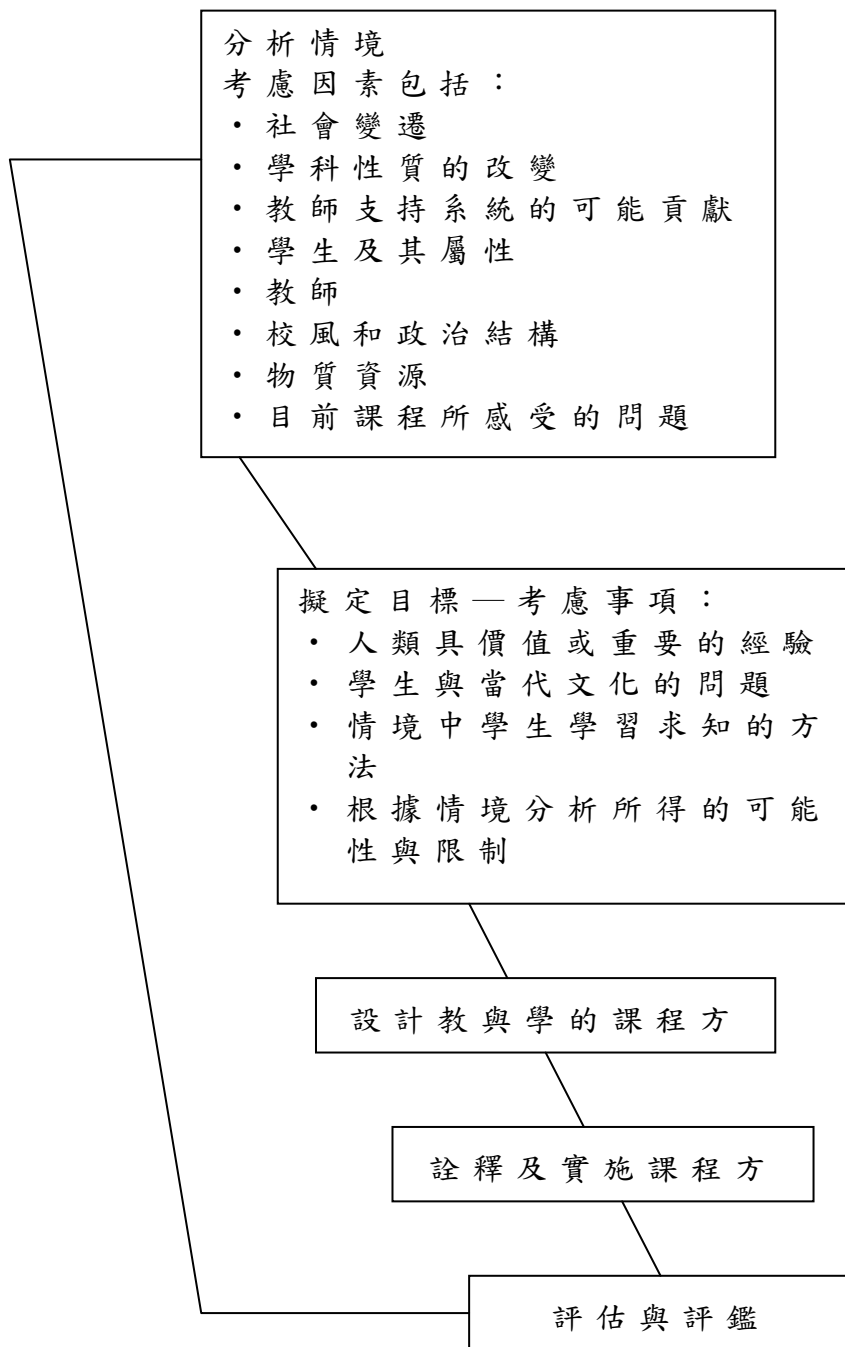 分析情境
考慮因素包括：
・社會變遷
・學科性質的改變
・教師支持系統的可能貢獻
・學生及其屬性
・教師
・校風和政治結構
・物質資源
・目前課程所感受的問題
擬定目標—考慮事項：
・人類具價值或重要的經驗
・學生與當代文化的問題
・情境中學生學習求知的方
法
・根據情境分析所得的可能
性與限制
設計教與學的課程方
詮釋及實施課程方
評估與評鑑